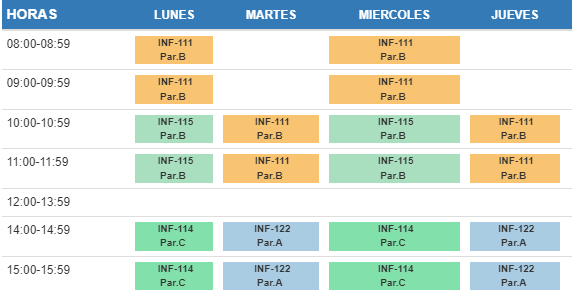 HORAS LUNES MARTES MIERCOLES JUEVES
08:00-08:59 INF-111 INF-111
Par.B Par.B
09:00-09:59 INF-111 INF-111
Par.B Par.B
10:00-10:59 INF-115 INF-111 INF-115 INF-111
Par.B Par.B Par.B Par.B
11:00-11:59 INF-115 INF-111 INF-115 INF-111
Par.B Par.B Par.B Par.B
12:00-13:59
14:00-14:59 INF-114 INF-122 INF-114 INF-122
Par.C Par.A Par.C Par.A
15:00-15:59 INF-114 INF-122 INF-114 INF-122
Par.C Par.A Par.C Par.A